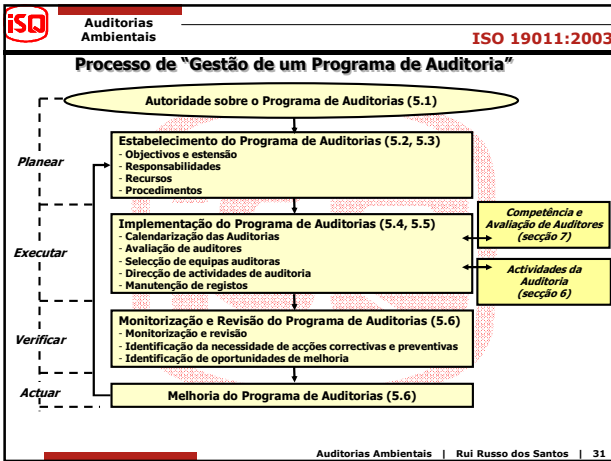 isQ
Auditorias
Ambientais
ISO 19011:2003
Processo de “Gestão de um Programa de Auditoria”
Autoridade sobre o Programa de Auditorias (5.1)
Planear
Estabelecimento do Programa de Auditorias (5.2, 5.3)
- Objectivos e estensão
- Responsabilidades
- Recursos
- Procedimentos
Executar
Implementação do Programa de Auditorias (5.4, 5.5)
- Calendarização das Auditorias
- Avaliação de auditores
- Selecção de equipas auditoras
- Direcção de actividades de auditoria
- Manutenção de registos
Competência e
Avaliação de Auditores
(secção 7)
Actividades da
Auditoria
(secção 6)
Verificar
Monitorização e Revisão do Programa de Auditorias (5.6)
- Monitorização e revisão
- Identificação da necessidade de acções correctivas e preventivas
- Identificação de oportunidades de melhoria
Actuar
Melhoria do Programa de Auditorias (5.6)
Auditorias Ambientais | Rui Russo dos Santos | 31